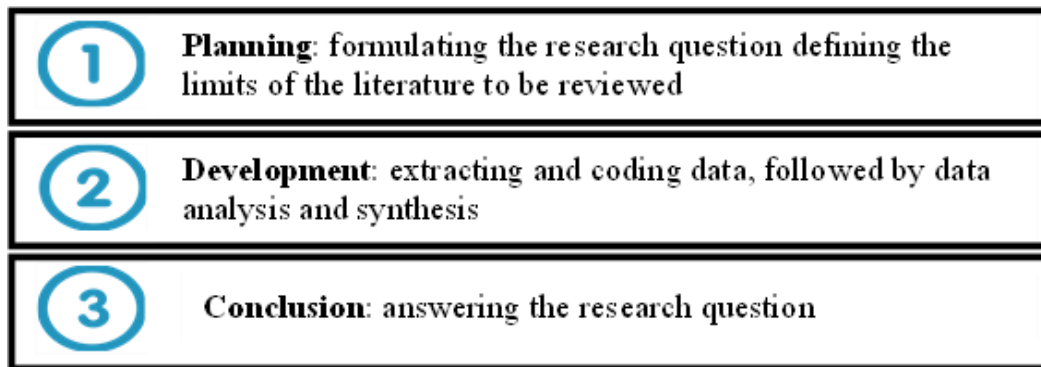 1
Planning: formulating the research question defining the
limits of the literature to be reviewed
2
Development: extracting and coding data, followed by data
analysis and synthesis
3
Conclusion: answering the research question